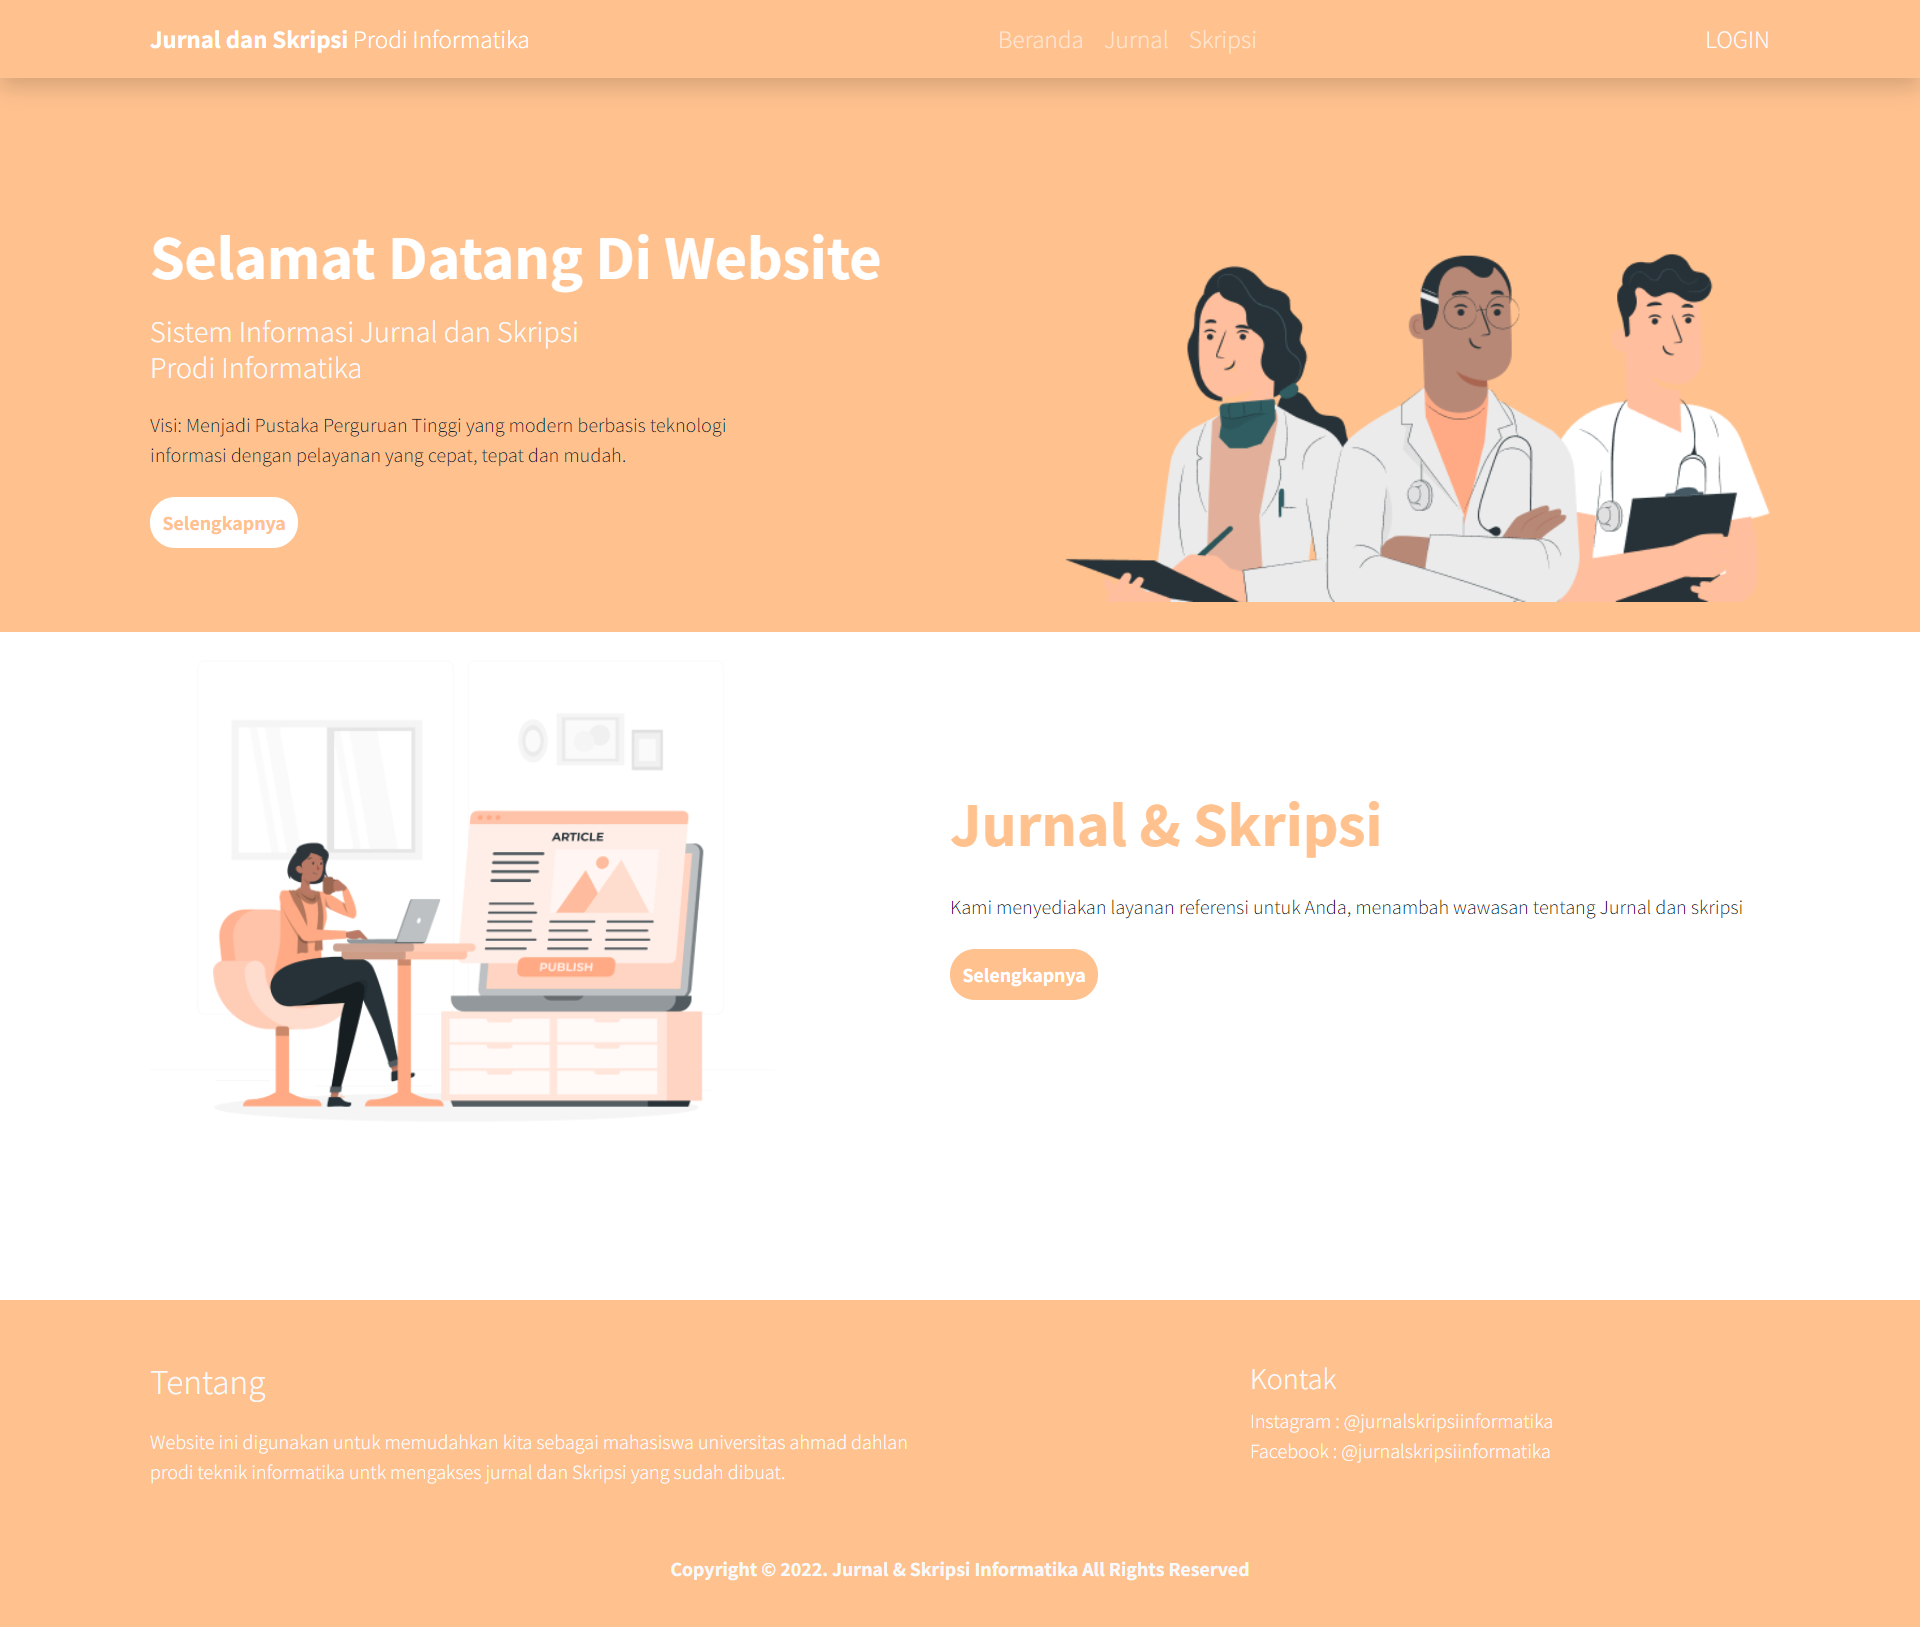 Jurnal dan Skripsi Prodi Informatika
Beranda Jurnal Skripsi
LOGIN
Selamat Datang Di Website
Sistem Informasi Jurnal dan Skripsi
Prodi Informatika
Visi: Menjadi Pustaka Perguruan Tinggi yang modern berbasis teknologi
informasi dengan pelayanan yang cepat, tepat dan mudah.
Selengkapnya
ARTICLE
PUBLISH
Jurnal & Skripsi
Kami menyediakan layanan referensi untuk Anda, menambah wawasan tentang Jurnal dan skripsi
Selengkapnya
Tentang
Website ini digunakan untuk memudahkan kita sebagai mahasiswa universitas ahmad dahlan
prodi teknik informatika untk mengakses jurnal dan Skripsi yang sudah dibuat.
Kontak
Instagram : @jurnalskripsiinformatika
Facebook : @jurnalskripsiinformatika
Copyright © 2022. Jurnal & Skripsi Informatika All Rights Reserved